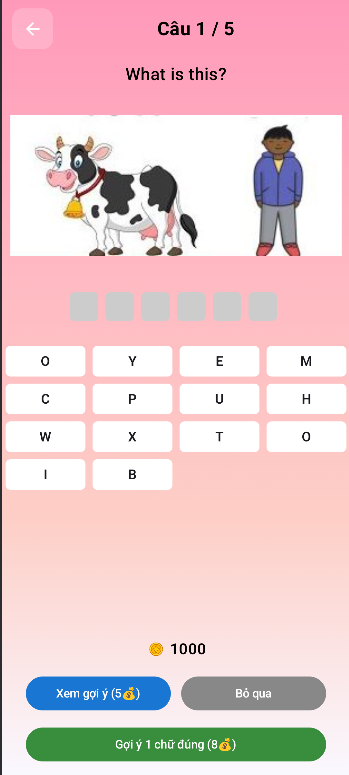 Câu 1 / 5
What is this?
O Y E M
C P U H
W X T O
I B
1000
Xem gợi ý (5💰) Bỏ qua
Gợi ý 1 chữ đúng (8💰)